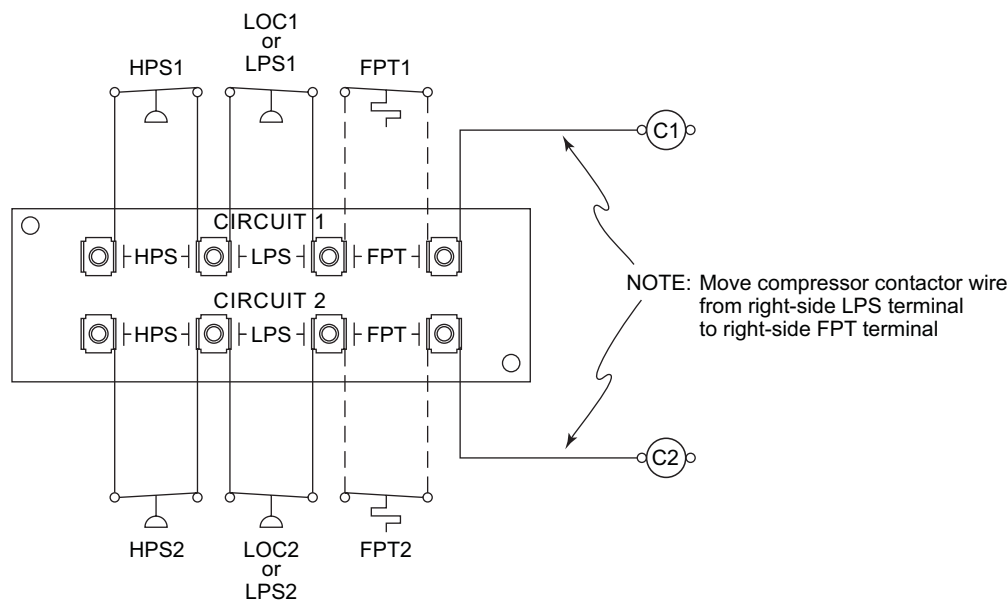 LOC1
or
LPS1
HPS1
FPT1
C1
CIRCUIT 1
HPS
LPS
FPT
NOTE: Move compressor contactor wire
from right-side LPS terminal
to right-side FPT terminal
CIRCUIT 2
HPS
LPS
FPT
C2
HPS2
LOC2
or
LPS2
FPT2